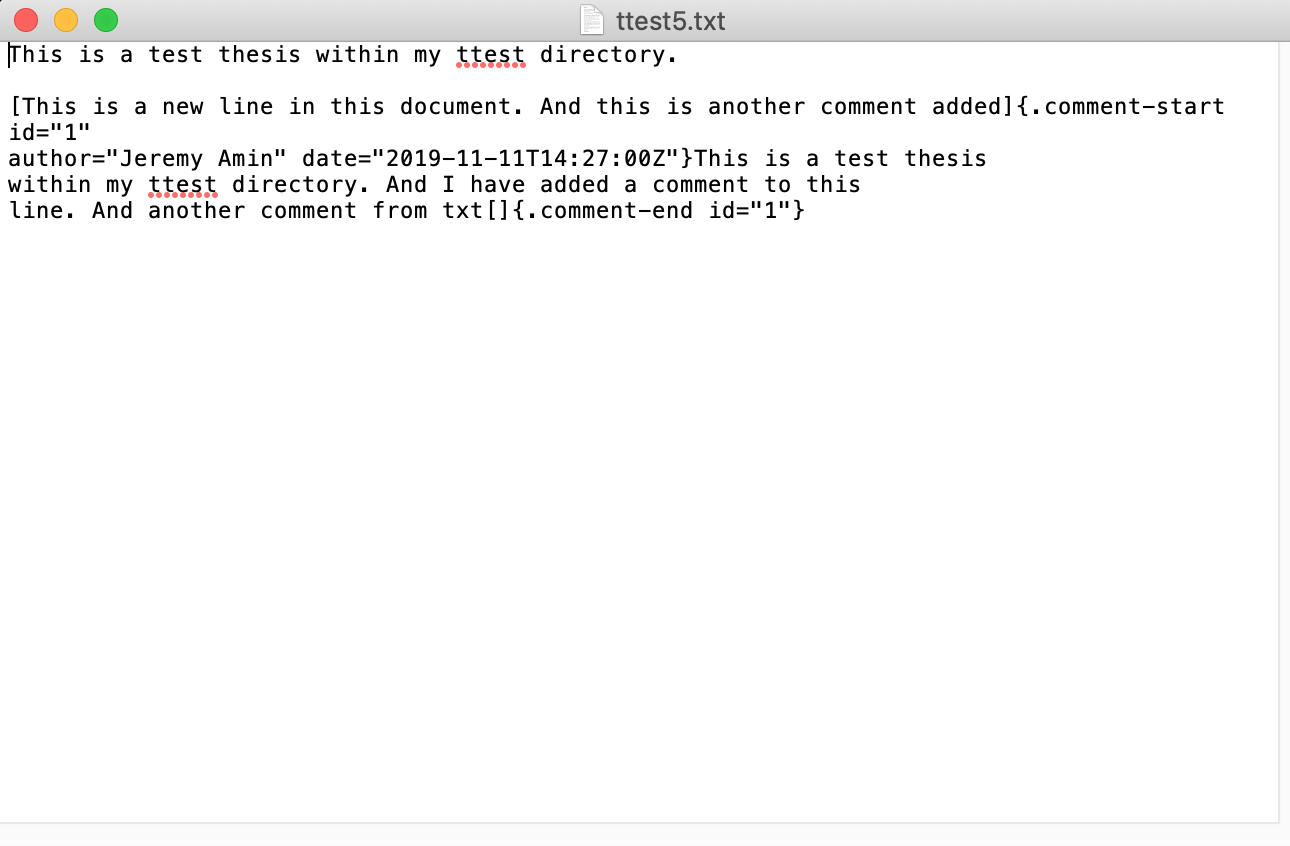 ttest5.txt
This is a test thesis within my ttest directory.
[This is a new line in this document. And this is another comment added]{.comment-start
id="1"
author="Jeremy Amin" date="2019-11-11T14:27:00Z"}This is a test thesis
within my ttest directory. And I have added a comment to this
line. And another comment from txt[]{.comment-end id="1"}